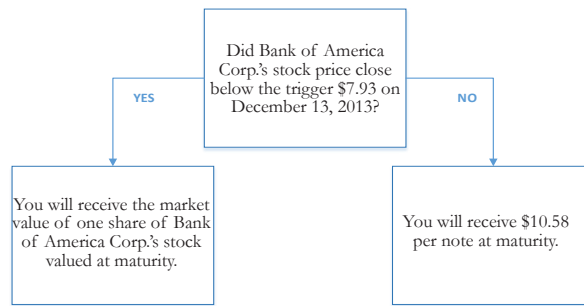 Did Bank of America
Corp.'s stock price close
below the trigger $7.93 on
December 13, 2013?
YES
NO
You will receive the market
value of one share of Bank
of America Corp.'s stock
valued at maturity.
You will receive $10.58
per note at maturity.